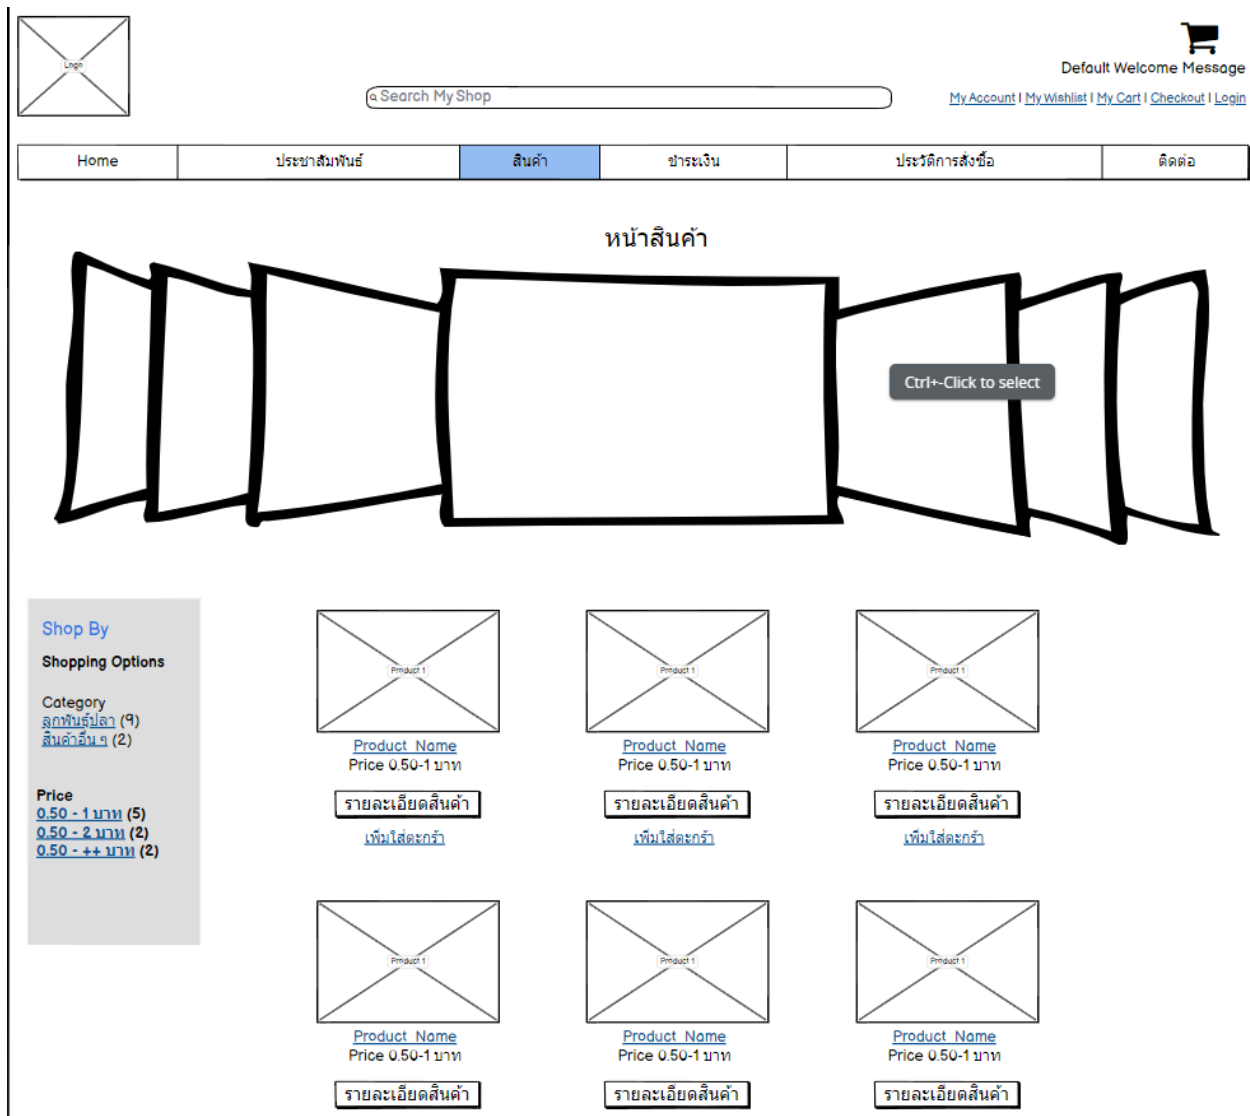 Logo
Default Welcome Message
Search My Shop
My Account | My Wishlist | My Cart | Checkout | Login
Home ประชาสัมพันธ์ สินค้า ชำระเงิน ประวัติการสั่งซื้อ ติดต่อ
หน้าสินค้า
Ctrl+-Click to select
Shop By
Shopping Options
Category
ลูกพันธุ์ปลา (9)
สินค้าอื่น ๆ (2)
Price
0.50 - 1 บาท (5)
0.50 - 2 บาท (2)
0.50 - ++ บาท (2)
Product 1 Product 1 Product 1
Product Name Product Name Product Name
Price 0.50-1 บาท Price 0.50-1 บาท Price 0.50-1 บาท
รายละเอียดสินค้า รายละเอียดสินค้า รายละเอียดสินค้า
เพิ่มใส่ตะกร้า เพิ่มใส่ตะกร้า เพิ่มใส่ตะกร้า
Product 1 Product 1 Product 1
Product Name Product Name Product Name
Price 0.50-1 บาท Price 0.50-1 บาท Price 0.50-1 บาท
รายละเอียดสินค้า รายละเอียดสินค้า รายละเอียดสินค้า